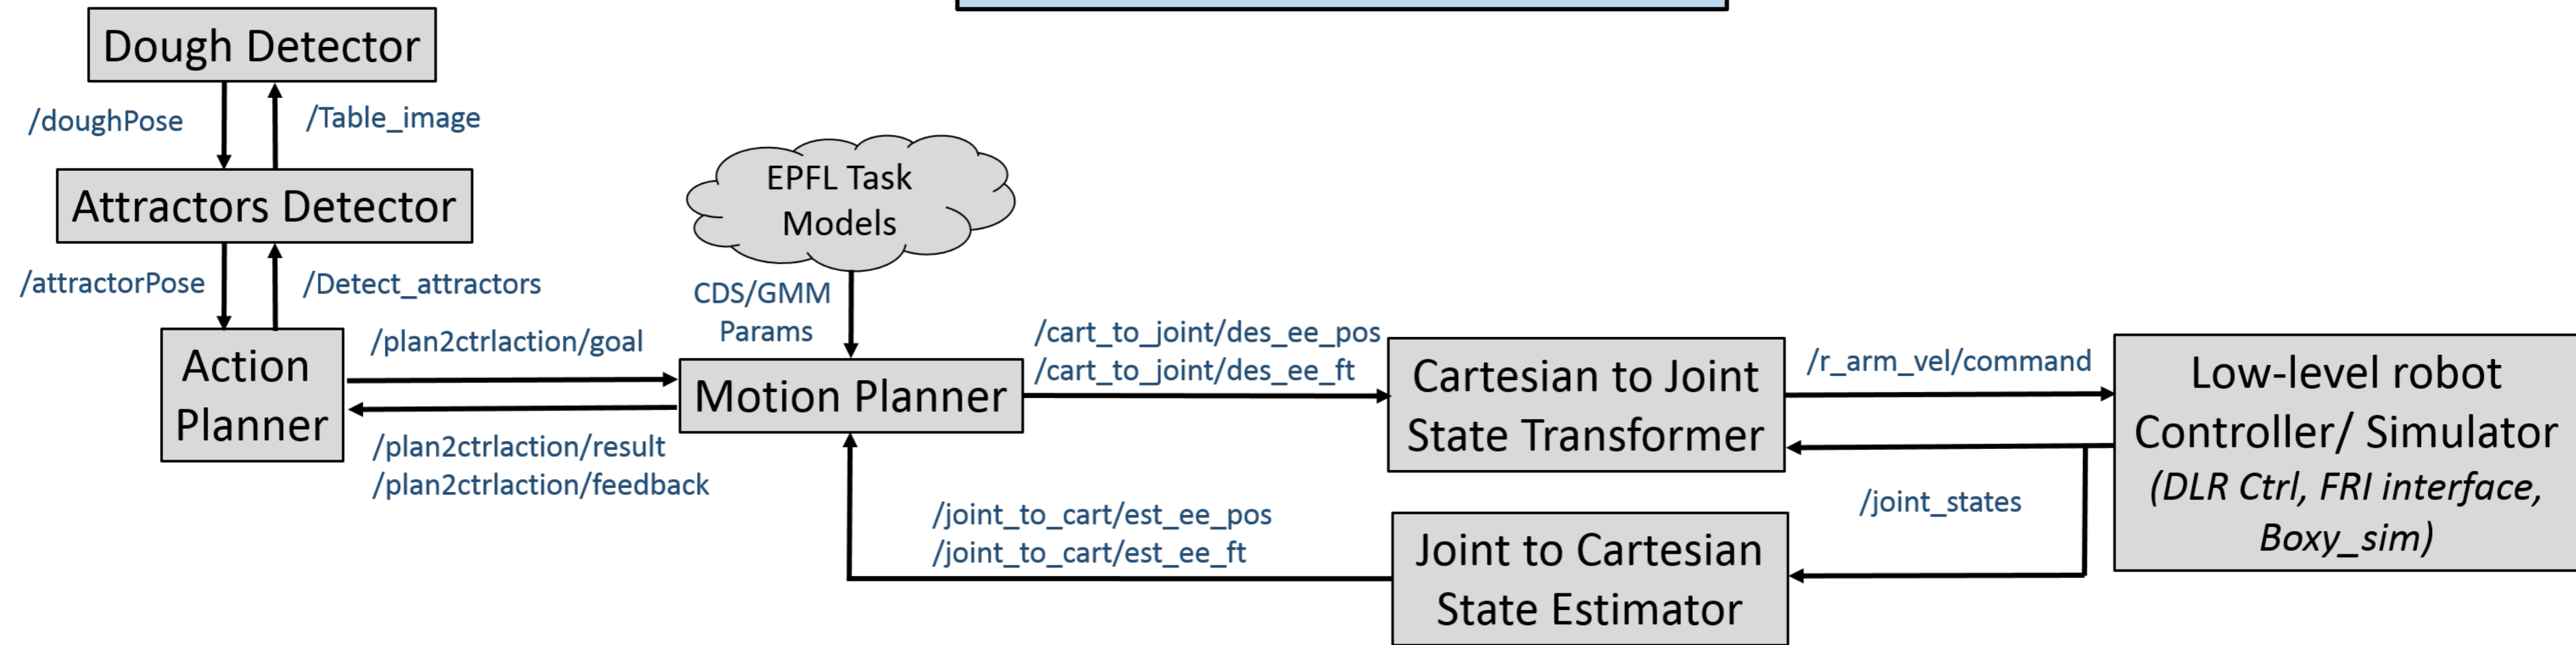 Dough Detector
/doughPose
/Table_image
Attractors Detector
/attractorPose
/Detect_attractors
Action
Planner
/plan2ctrlaction/goal
/plan2ctrlaction/result
/plan2ctrlaction/feedback
EPFL Task
Models
CDS/GMM
Params
Motion Planner
/cart_to_joint/des_ee_pos
/cart_to_joint/des_ee_ft
Cartesian to Joint
State Transformer
/r_arm_vel/command
Low-level robot
Controller/ Simulator
(DLR Ctrl, FRI interface,
Boxy_sim)
/joint_states
/joint_to_cart/est_ee_pos
/joint_to_cart/est_ee_ft
Joint to Cartesian
State Estimator